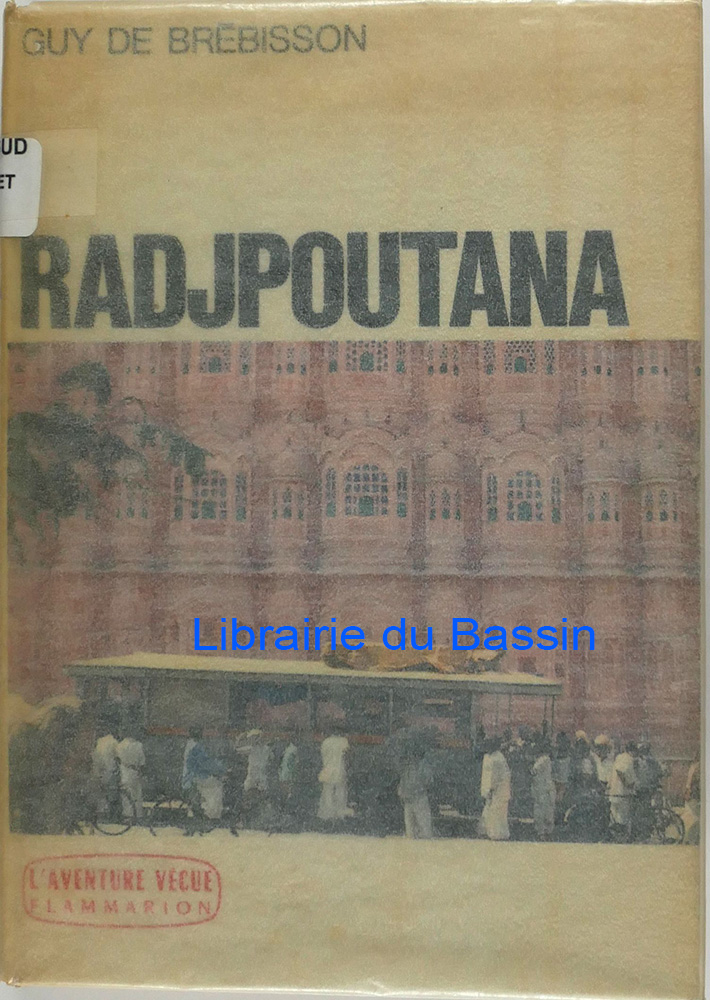 GUY DE BRÉBISSON
UD
ET
RADJPOUTANA
Librairie du Bassin
L'AVENTURE VÉCUE
FLAMMARION